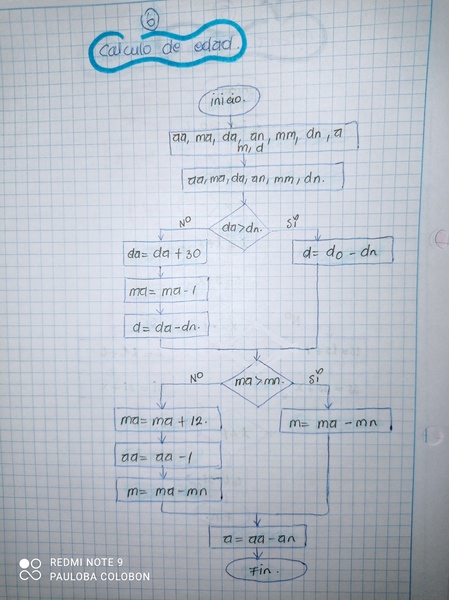 6
Calculo de edad.
inicio.
aa, ma, da, an, mm, dn, a
m, d
aa, ma, da, an, mm, dn.
da>dn.
NO
Si
da= da + 30
d= do - dn
ma= ma - 1
d= da-dn.
ma>mn.
NO
Si
ma= ma + 12.
m= ma - mn
aa= aa - 1
m= ma-mn
a = aa - an
Fin.
REDMI NOTE 9
PAULOBA COLOBON